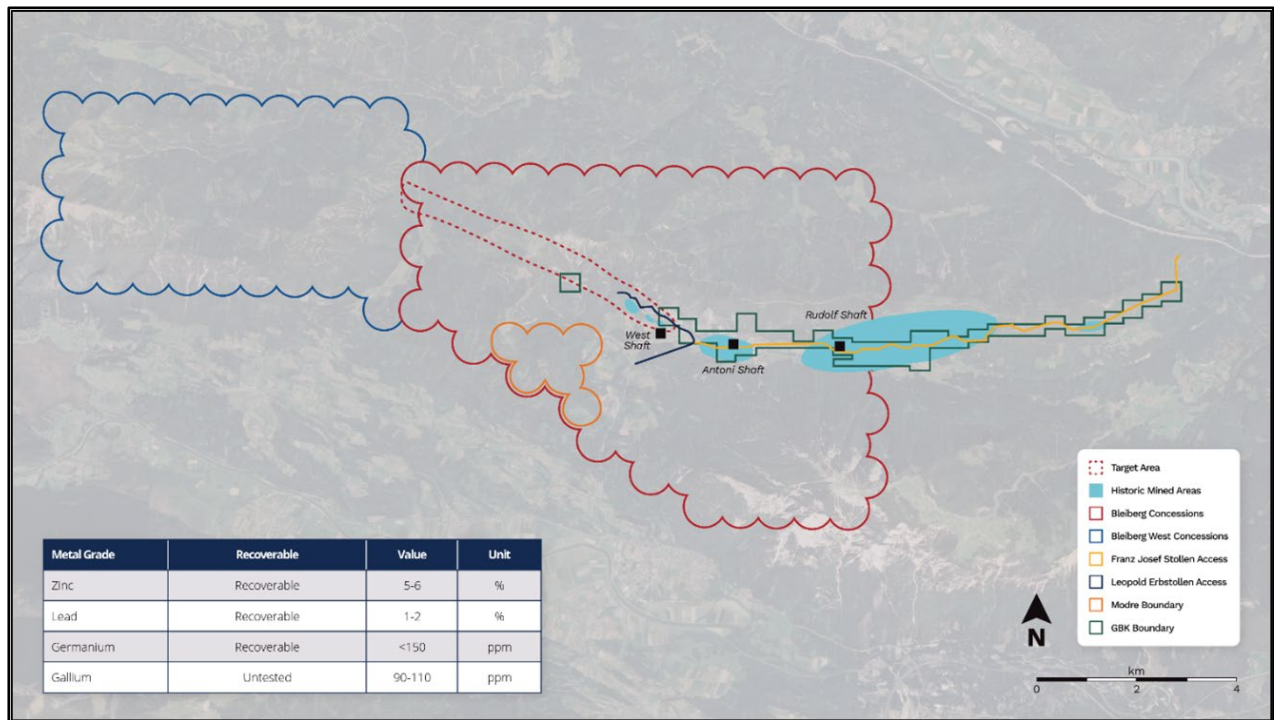 Rudolf Shaft
West
Shaft
Antoni Shaft
Target Area
Historic Mined Areas
Bleiberg Concessions
Bleiberg West Concessions
Franz Josef Stollen Access
Leopold Erbstollen Access
Modre Boundary
GBK Boundary
Metal Grade Recoverable Value Unit
Zinc Recoverable 5-6 %
Lead Recoverable 1-2 %
Germanium Recoverable <150 ppm
Gallium Untested 90-110 ppm
N
km
0 2 4